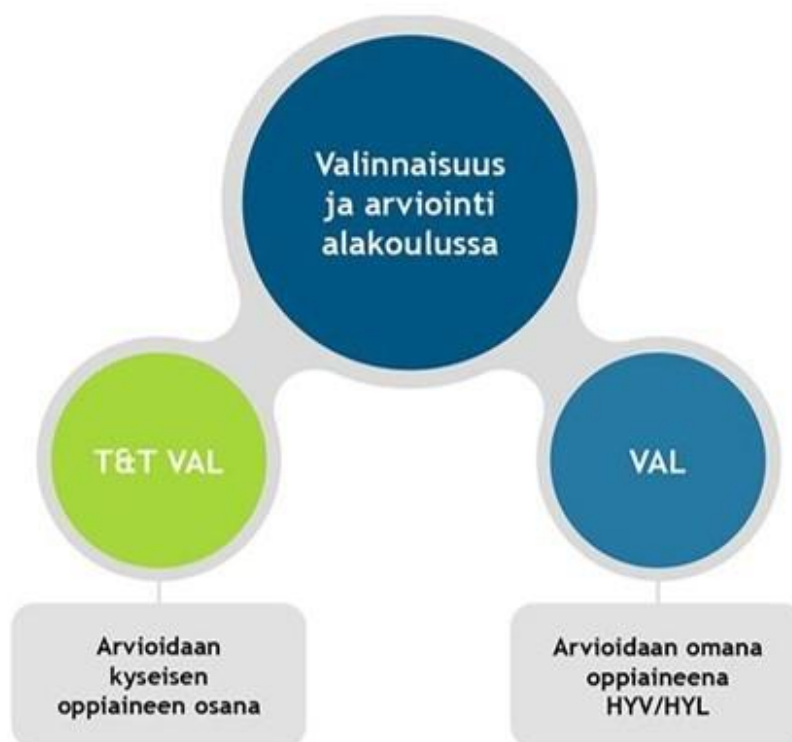 Valinnaisuus
ja arviointi
alakoulussa
T&T VAL
VAL
Arvioidaan
kyseisen
oppiaineen osana
Arvioidaan omana
oppiaineena
HYV/HYL